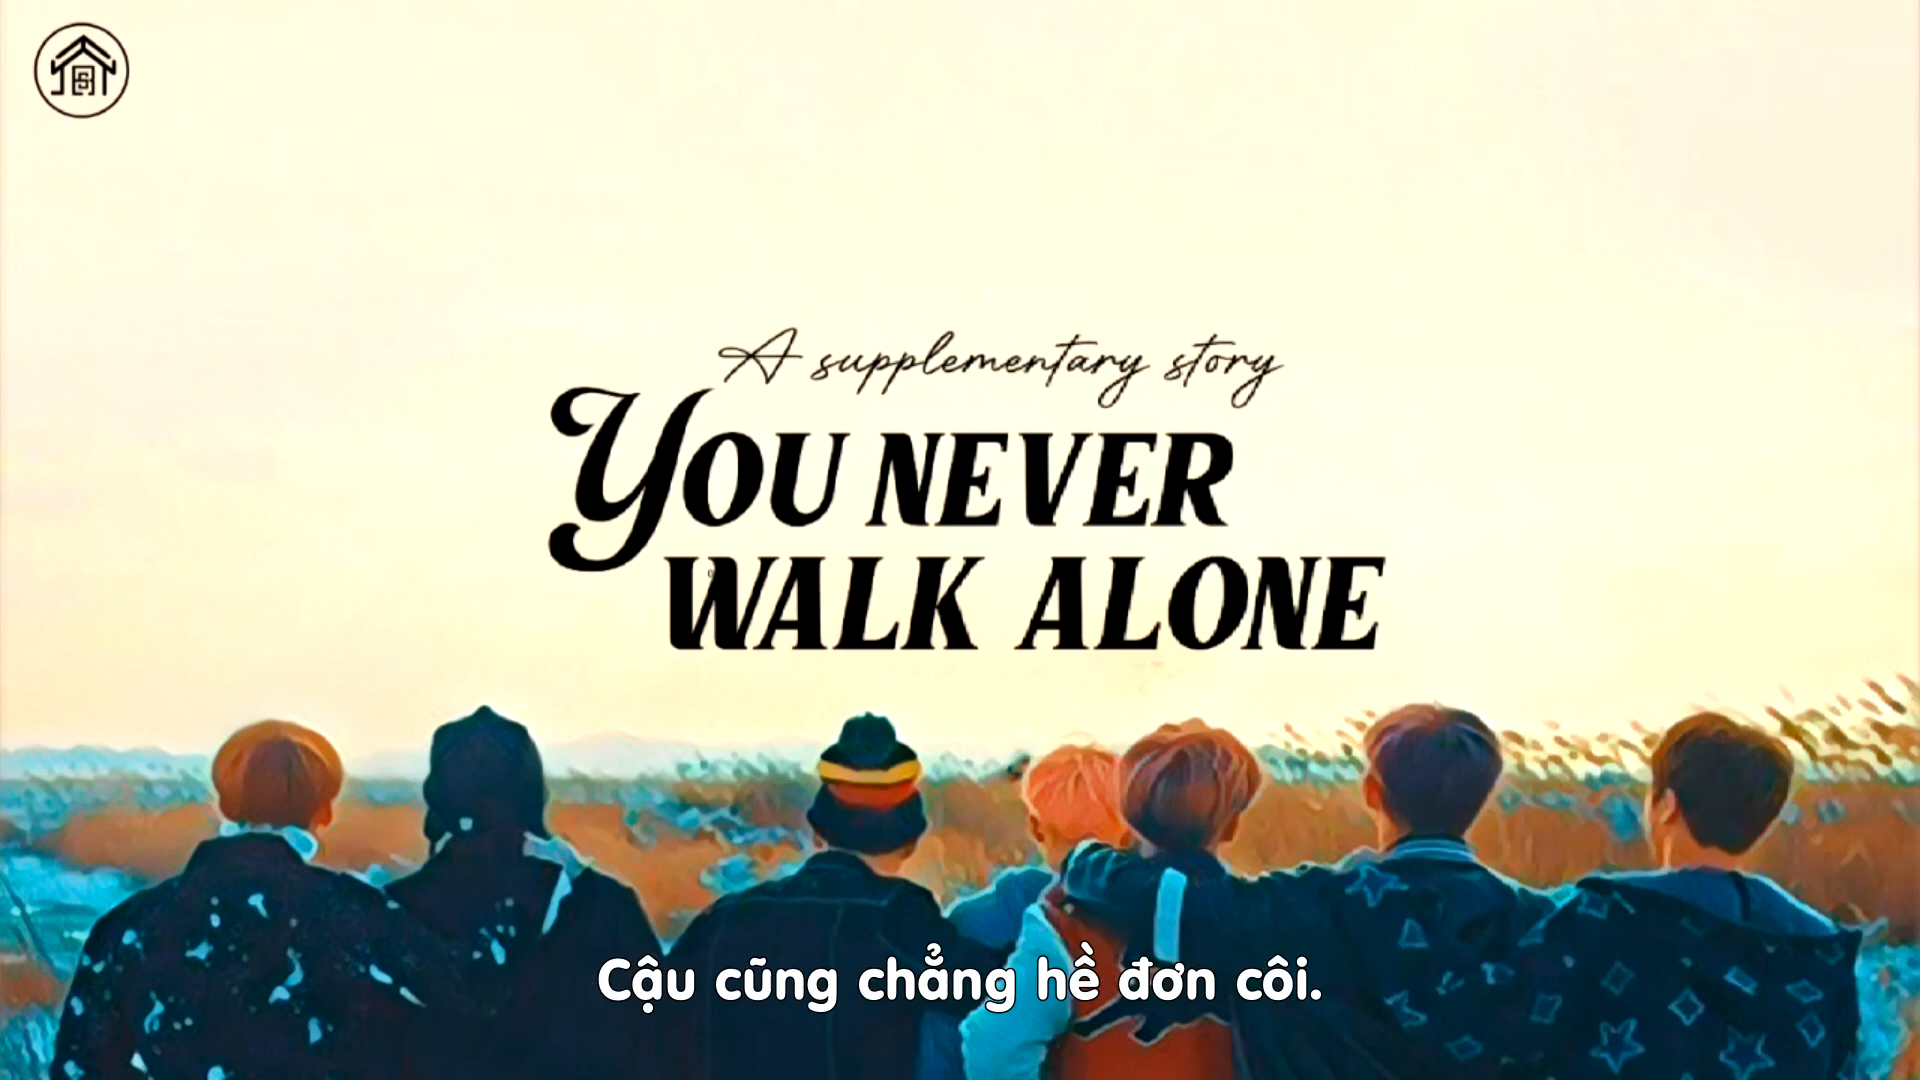 A supplementary story
YOU NEVER
WALK ALONE
Cậu cũng chẳng hề đơn côi.